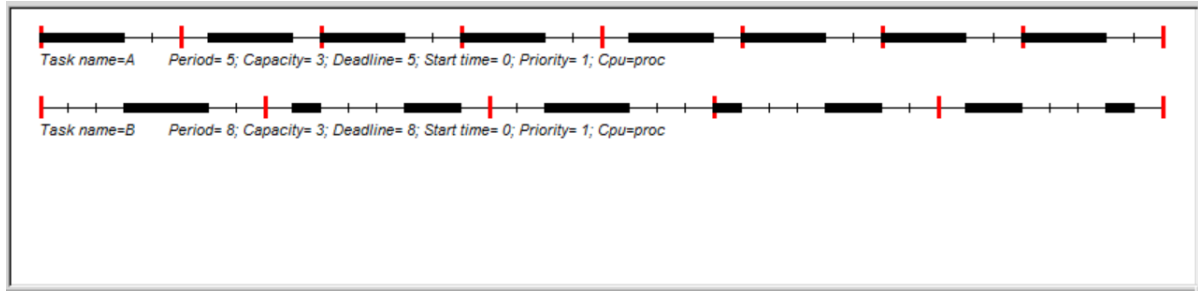 Task name=A Period= 5; Capacity= 3; Deadline= 5; Start time= 0; Priority= 1; Cpu=proc
Task name=B Period= 8; Capacity= 3; Deadline= 8; Start time= 0; Priority= 1; Cpu=proc